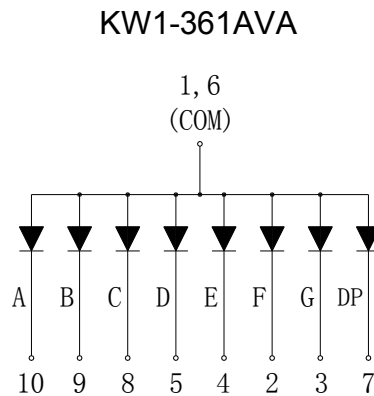 KW1-361AVA
1, 6
(COM)
A B C D E F G DP
10 9 8 5 4 2 3 7